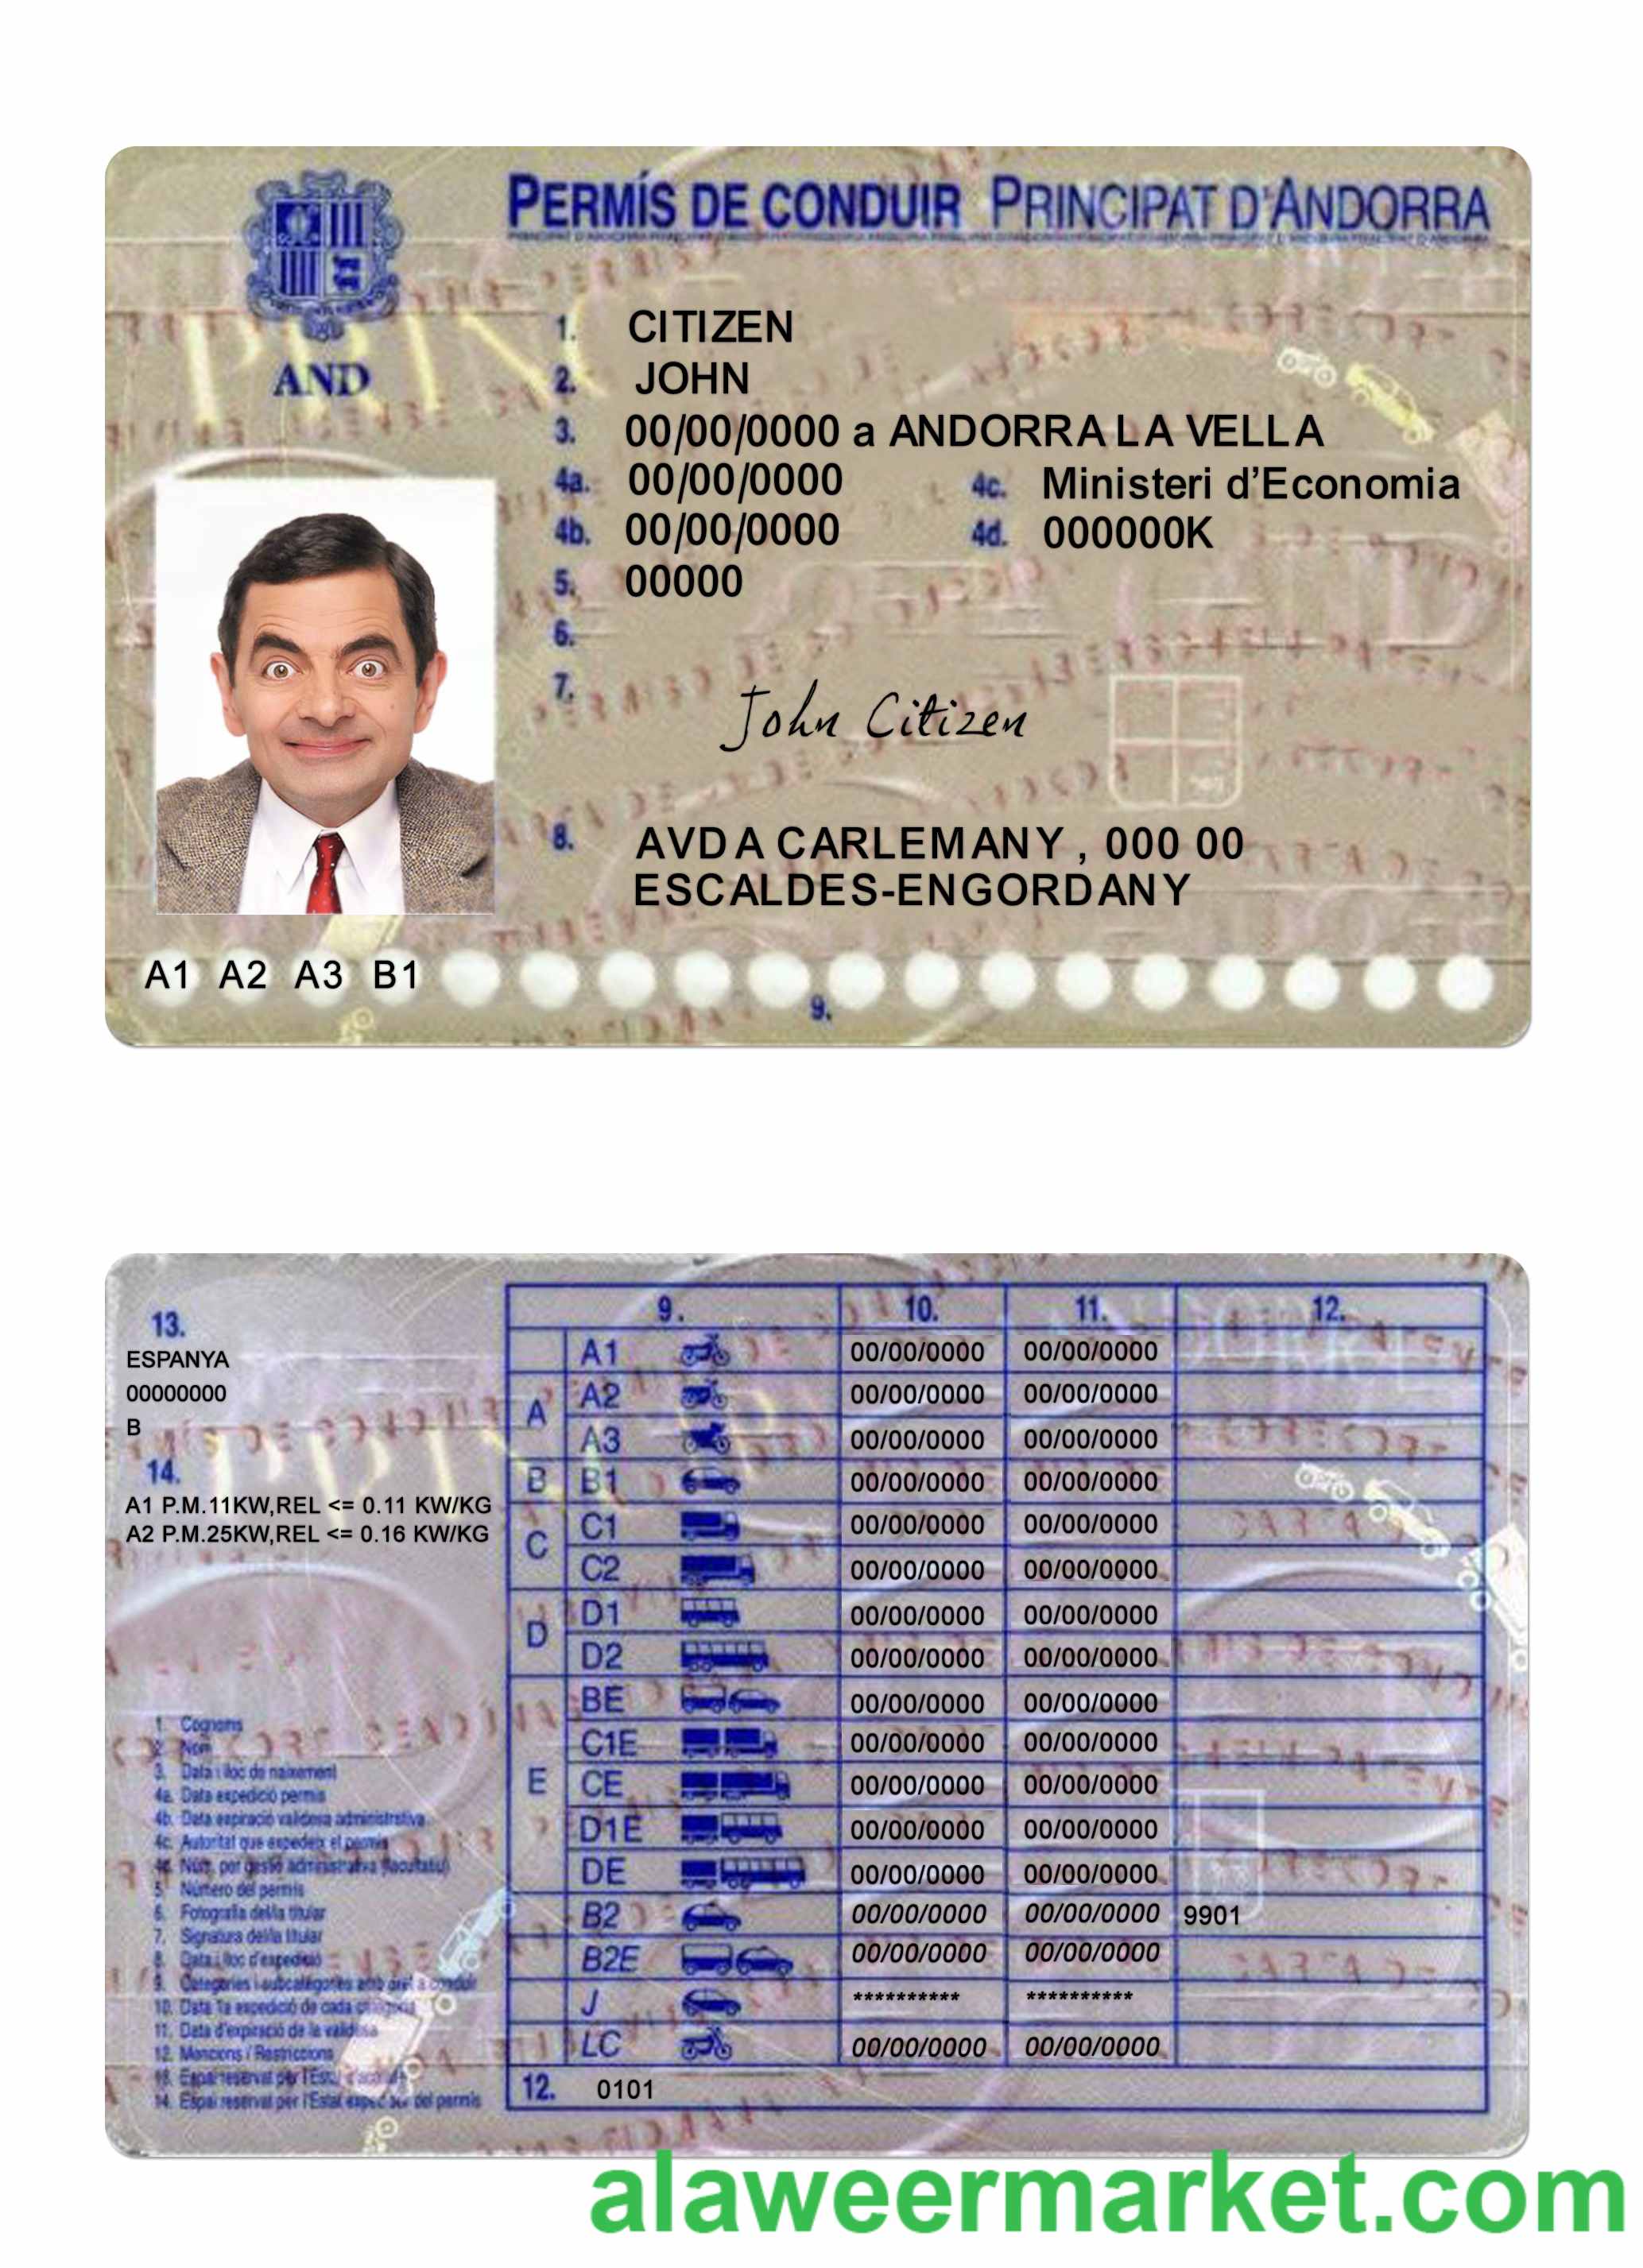 PERMÍS DE CONDUIR PRINCIPAT D'ANDORRA
AND
1. CITIZEN
2. JOHN
3. 00/00/0000 a ANDORRA LA VELLA
4a. 00/00/0000 4c. Ministeri d'Economia
4b. 00/00/0000 4d. 000000K
5. 00000
6.
7. John Citizen
8. AVDA CARLEMANY, 000 00
ESCALDES-ENGORDANY
A1 A2 A3 B1
9.
13.
ESPANYA
00000000
B
14.
A1 P.M.11KW,REL <= 0.11 KW/KG
A2 P.M.25KW,REL <= 0.16 KW/KG
1. Cognoms
2. Nom
3. Data i lloc de naixement
4a. Data expedició permís
4b. Data expiració validesa administrativa
4c. Autoritat que expedeix el permís
4d. Núm. per gestió administrativa (facultatiu)
5. Número del permís
6. Fotografia del/la titular
7. Signatura del/la titular
8. Data i lloc d'expedició
9. Categories i subcategories amb dret a conduir
10. Data 1a expedició de cada categoria
11. Data d'expiració de la validesa
12. Mencions / Restriccions
13. Espai reservat per l'Estat
14. Espai reservat per l'Estat expedidor del permís
9. 10. 11. 12.
A1 00/00/0000 00/00/0000
A A2 00/00/0000 00/00/0000
A3 00/00/0000 00/00/0000
B B1 00/00/0000 00/00/0000
C C1 00/00/0000 00/00/0000
C2 00/00/0000 00/00/0000
D D1 00/00/0000 00/00/0000
D2 00/00/0000 00/00/0000
BE 00/00/0000 00/00/0000
C1E 00/00/0000 00/00/0000
E CE 00/00/0000 00/00/0000
D1E 00/00/0000 00/00/0000
DE 00/00/0000 00/00/0000
B2 00/00/0000 00/00/0000 9901
B2E 00/00/0000 00/00/0000
J ********** **********
LC 00/00/0000 00/00/0000
12. 0101
alaweermarket.com